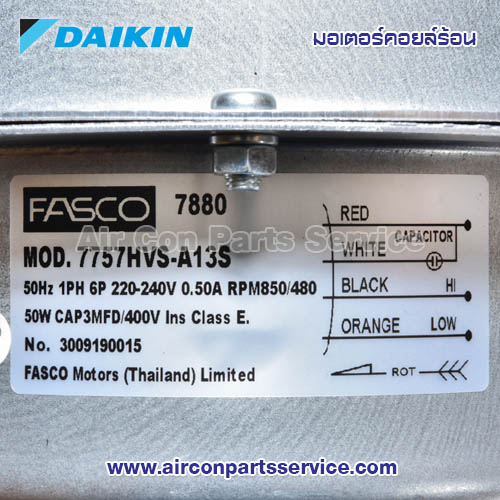 DAIKIN
มอเตอร์คอยล์ร้อน
FASCO 7880
MOD. 7757HVS-A13S
50Hz 1PH 6P 220-240V 0.50A RPM850/480
50W CAP3MFD/400V Ins Class E.
No. 3009190015
FASCO Motors (Thailand) Limited
RED
WHITE CAPACITOR
BLACK HI
ORANGE LOW
ROT
Air Con Parts Service
www.airconpartsservice.com